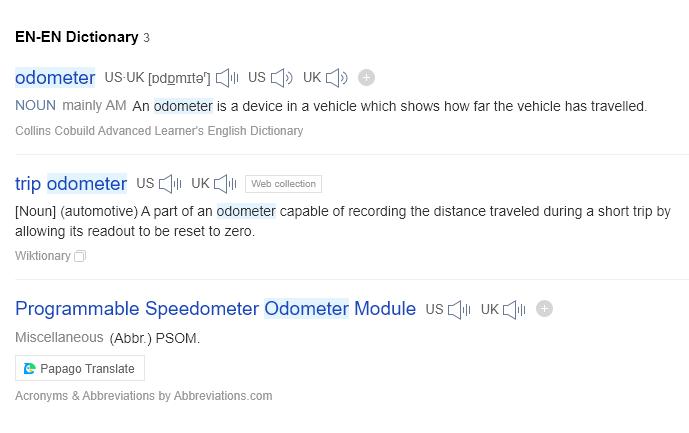 EN-EN Dictionary 3
odometer US·UK [ɒdɒmɪtəʳ] US UK
NOUN mainly AM An odometer is a device in a vehicle which shows how far the vehicle has travelled.
Collins Cobuild Advanced Learner's English Dictionary
trip odometer US UK Web collection
[Noun] (automotive) A part of an odometer capable of recording the distance traveled during a short trip by
allowing its readout to be reset to zero.
Wiktionary
Programmable Speedometer Odometer Module US UK
Miscellaneous (Abbr.) PSOM.
Papago Translate
Acronyms & Abbreviations by Abbreviations.com